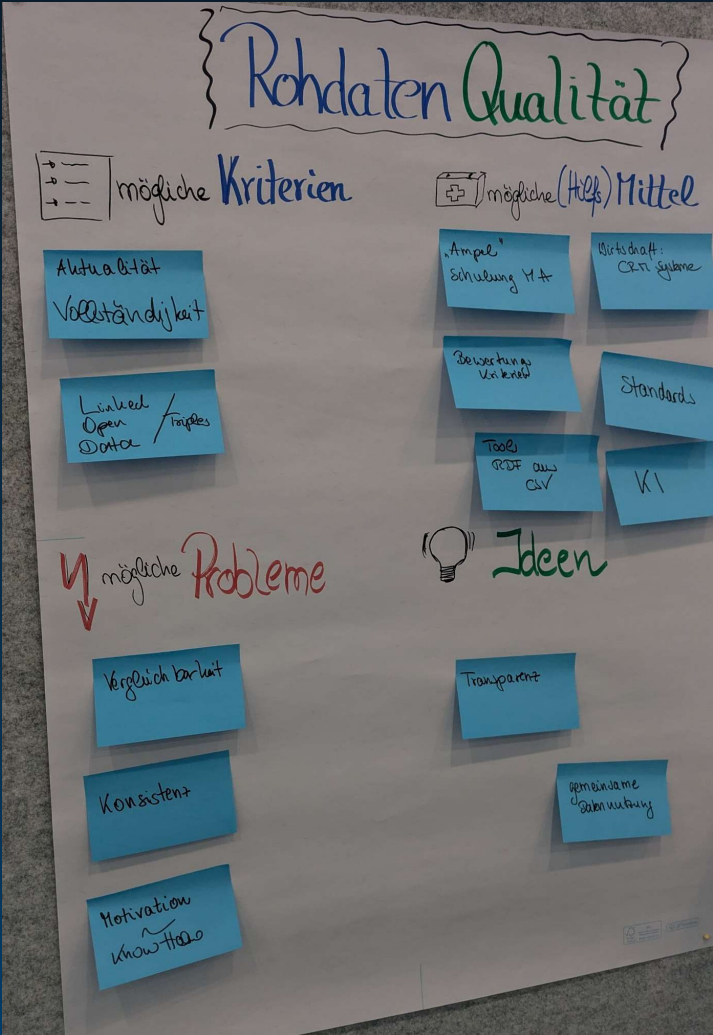 Rohdaten Qualität
mögliche Kriterien
Aktualität
Vollständigkeit
Linked
Open
Data / Triples
mögliche (Hilfs) Mittel
„Ampel“
Schulung MA
Wirtschaft:
CRM Systeme
Bewertungs
Kriterien
Standards
Tools
RDF aus
CSV
KI
mögliche Probleme
Vergleichbarkeit
Konsistenz
Motivation
~
Know How
Ideen
Transparenz
gemeinsame
Datennutzung